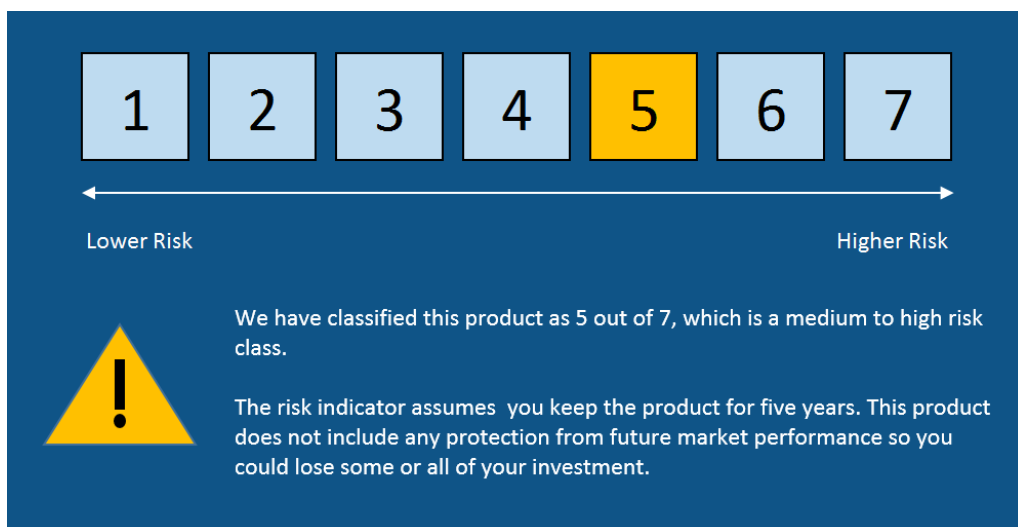 1 2 3 4 5 6 7
Lower Risk Higher Risk
We have classified this product as 5 out of 7, which is a medium to high risk
class.
The risk indicator assumes  you keep the product for five years. This product
does not include any protection from future market performance so you
could lose some or all of your investment.
!